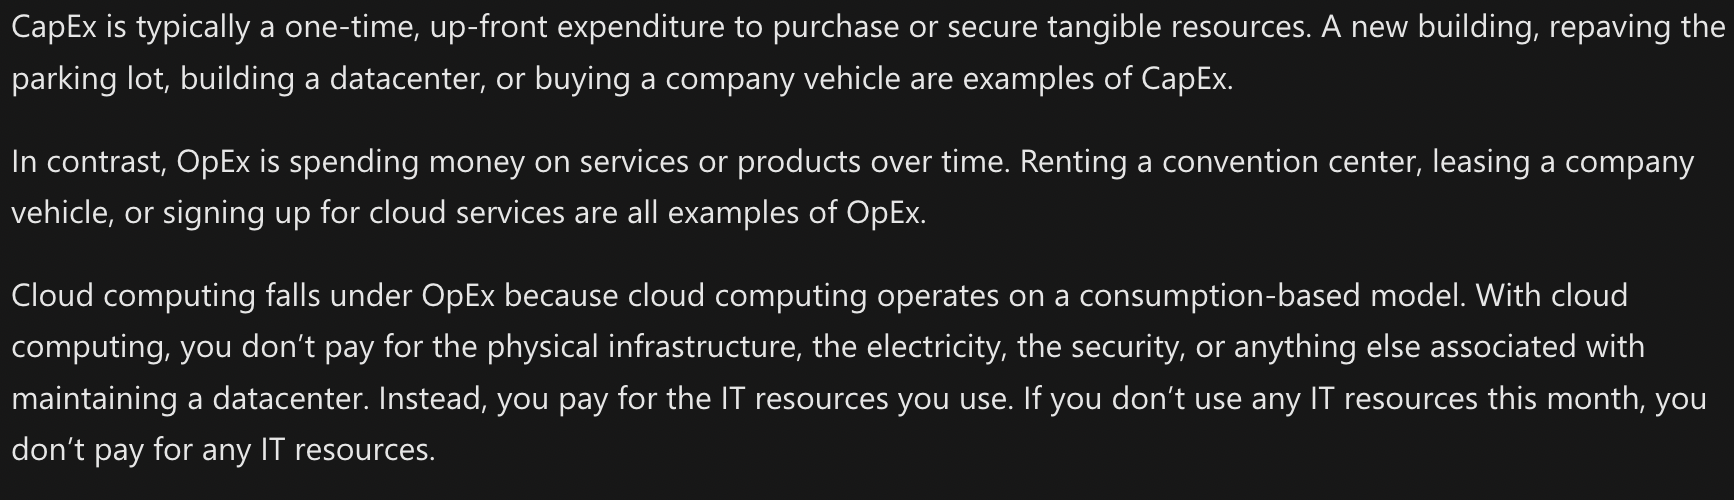 CapEx is typically a one-time, up-front expenditure to purchase or secure tangible resources. A new building, repaving the
parking lot, building a datacenter, or buying a company vehicle are examples of CapEx.
In contrast, OpEx is spending money on services or products over time. Renting a convention center, leasing a company
vehicle, or signing up for cloud services are all examples of OpEx.
Cloud computing falls under OpEx because cloud computing operates on a consumption-based model. With cloud
computing, you don’t pay for the physical infrastructure, the electricity, the security, or anything else associated with
maintaining a datacenter. Instead, you pay for the IT resources you use. If you don’t use any IT resources this month, you
don’t pay for any IT resources.